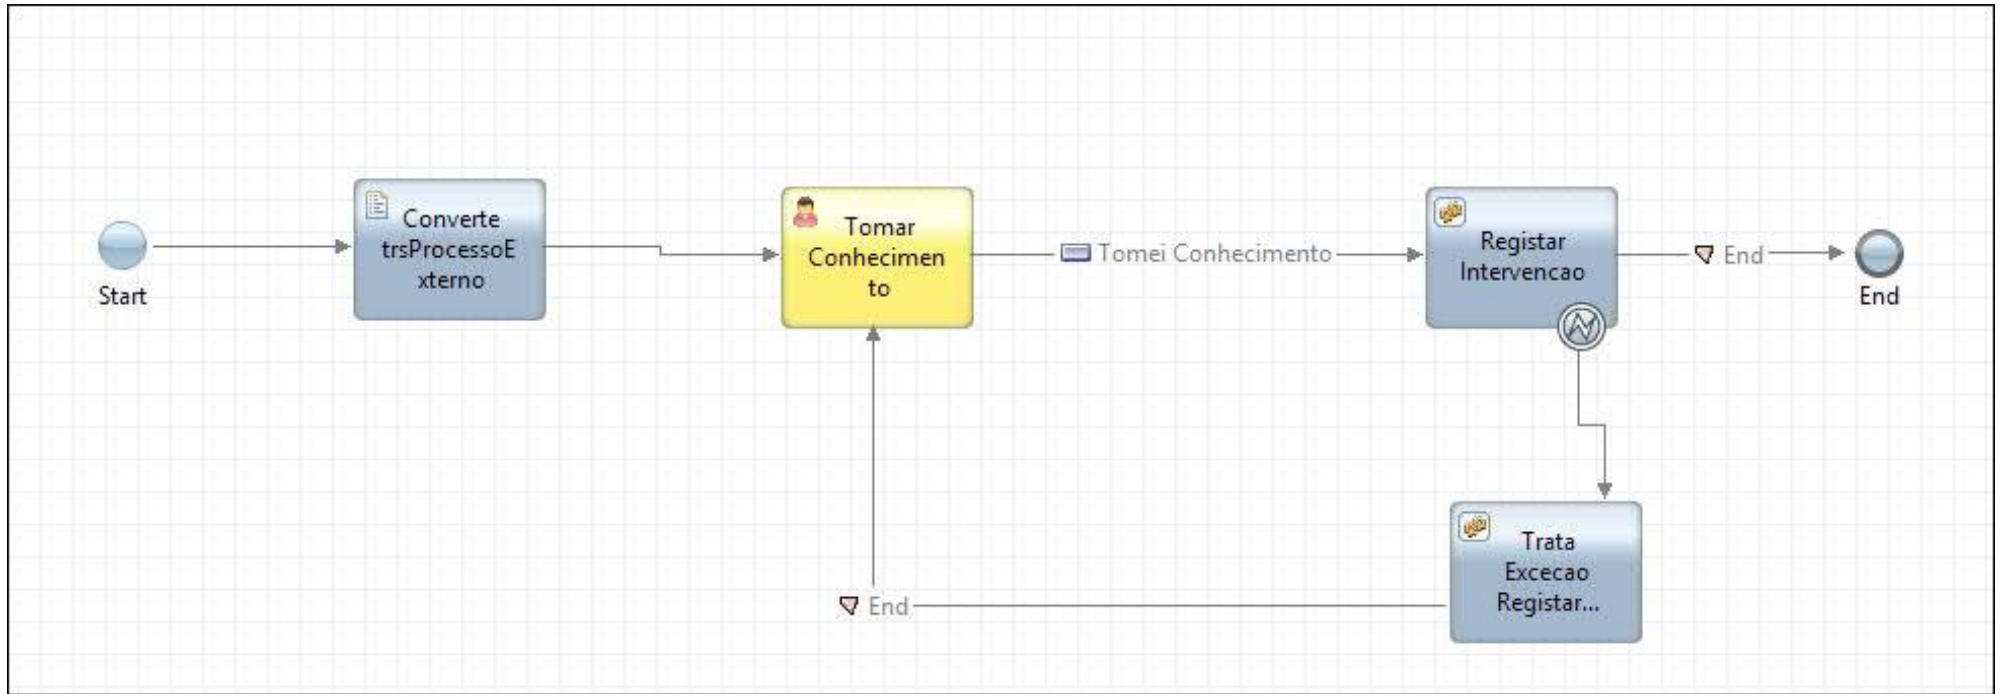 Start
Converte
trsProcessoE
xterno
Tomar
Conhecimen
to
Tomei Conhecimento
Registar
Intervencao
End
End
Trata
Excecao
Registar...
End